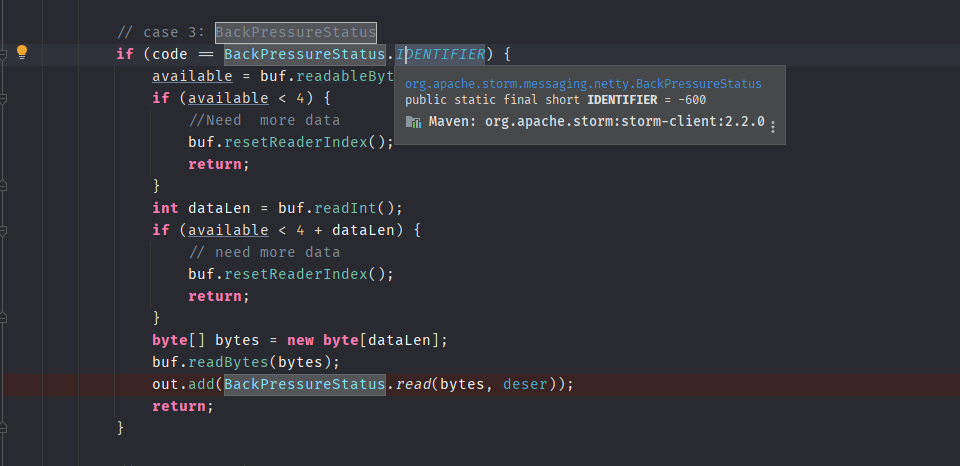 // case 3: BackPressureStatus
if (code == BackPressureStatus.IDENTIFIER) {
available = buf.readableByt
org.apache.storm.messaging.netty.BackPressureStatus
public static final short IDENTIFIER = -600
Maven: org.apache.storm:storm-client:2.2.0
if (available < 4) {
//Need  more data
buf.resetReaderIndex();
return;
}
int dataLen = buf.readInt();
if (available < 4 + dataLen) {
// need more data
buf.resetReaderIndex();
return;
}
byte[] bytes = new byte[dataLen];
buf.readBytes(bytes);
out.add(BackPressureStatus.read(bytes, deser));
return;
}